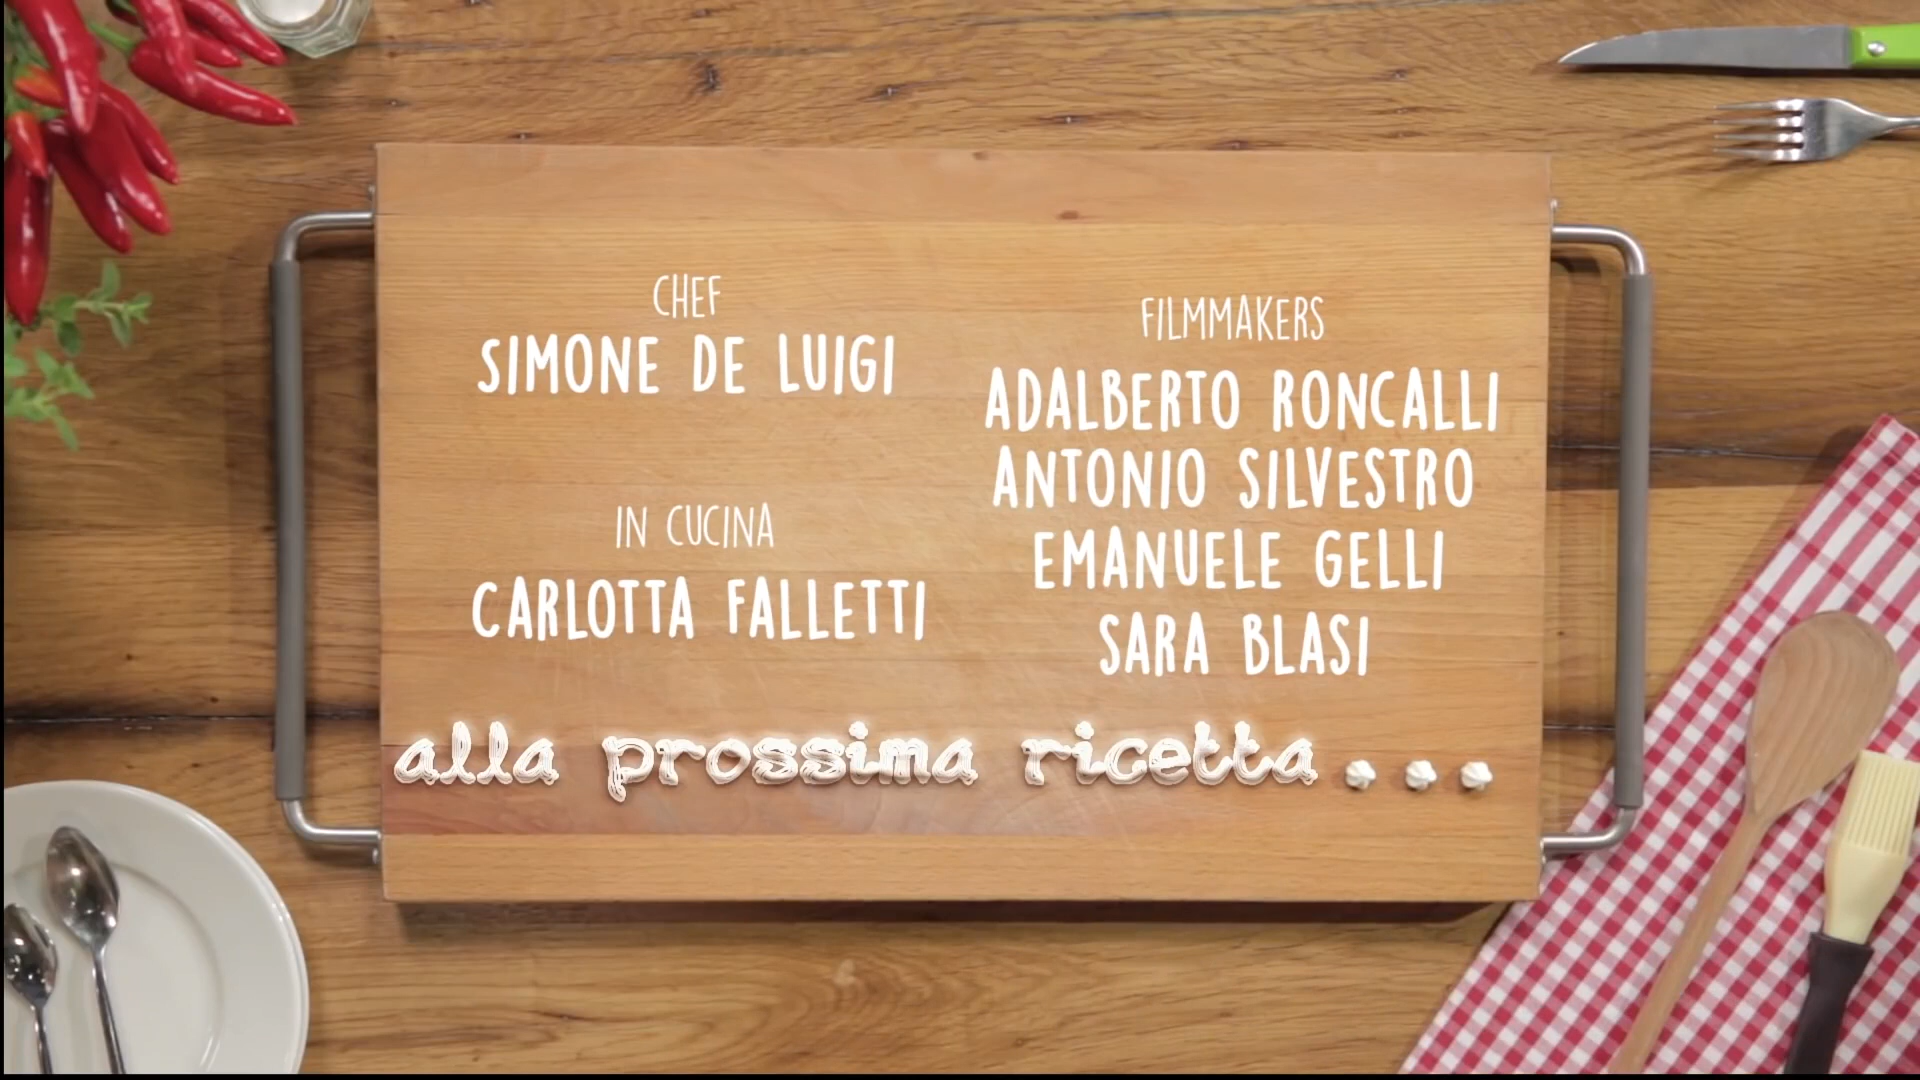 CHEF
SIMONE DE LUIGI
IN CUCINA
CARLOTTA FALLETTI
FILMMAKERS
ADALBERTO RONCALLI
ANTONIO SILVESTRO
EMANUELE GELLI
SARA BLASI
alla prossima ricetta...